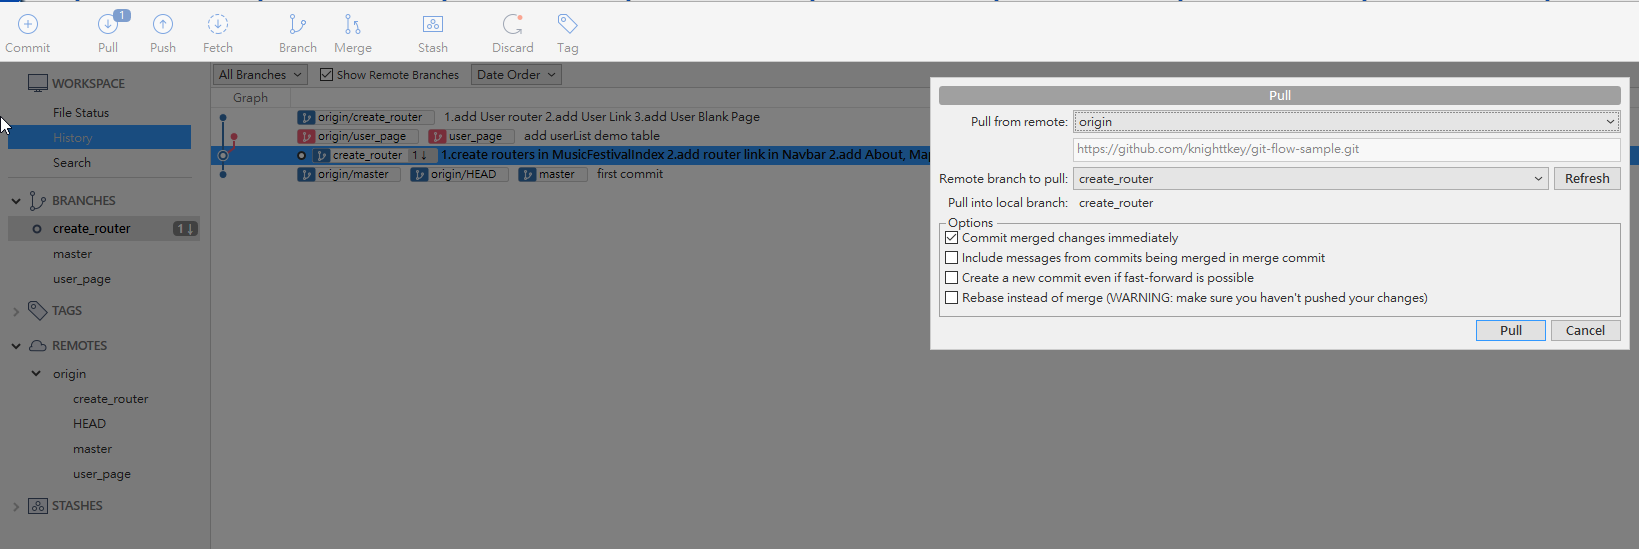 1
Commit Pull Push Fetch Branch Merge Stash Discard Tag
WORKSPACE
File Status
History
Search
BRANCHES
create_router 1↓
master
user_page
TAGS
REMOTES
origin
create_router
HEAD
master
user_page
STASHES
All Branches Show Remote Branches Date Order
Graph
origin/create_router 1.add User router 2.add User Link 3.add User Blank Page
origin/user_page user_page add userList demo table
create_router 1↓ 1.create routers in MusicFestivalIndex 2.add router link in Navbar 2.add About, Map
origin/master origin/HEAD master first commit
Pull
Pull from remote: origin
https://github.com/knighttkey/git-flow-sample.git
Remote branch to pull: create_router Refresh
Pull into local branch: create_router
Options
Commit merged changes immediately
Include messages from commits being merged in merge commit
Create a new commit even if fast-forward is possible
Rebase instead of merge (WARNING: make sure you haven't pushed your changes)
Pull Cancel